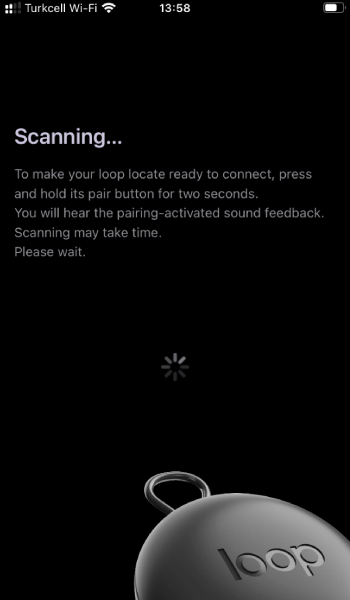 Turkcell Wi-Fi 13:58
Scanning...
To make your loop locate ready to connect, press
and hold its pair button for two seconds.
You will hear the pairing-activated sound feedback.
Scanning may take time.
Please wait.
loop